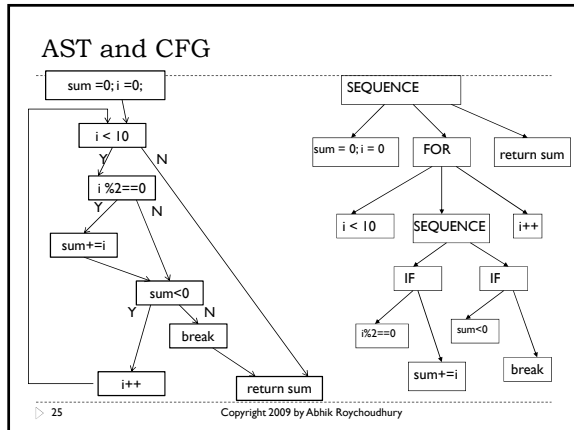 AST and CFG
sum =0; i =0;
i < 10
Y
N
i %2==0
Y
N
sum+=i
sum<0
Y
N
break
i++
return sum
SEQUENCE
sum = 0; i = 0
FOR
return sum
i < 10
SEQUENCE
i++
IF
IF
i%2==0
sum<0
sum+=i
break
25
Copyright 2009 by Abhik Roychoudhury